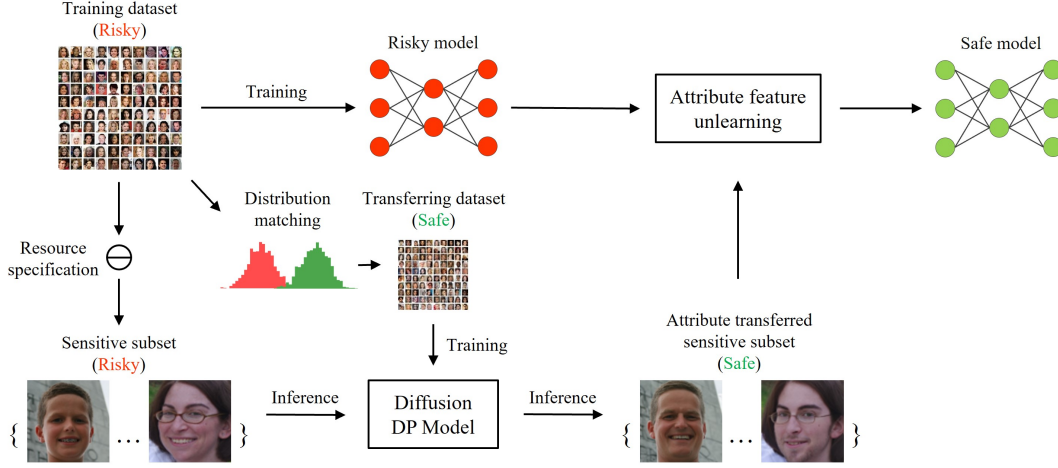 Training dataset
(Risky)
Risky model
Safe model
Training
Attribute feature
unlearning
Distribution
matching
Transferring dataset
(Safe)
Resource
specification
Sensitive subset
(Risky)
Training
Attribute transferred
sensitive subset
(Safe)
{ ... }
Inference
Diffusion
DP Model
Inference
{ ... }